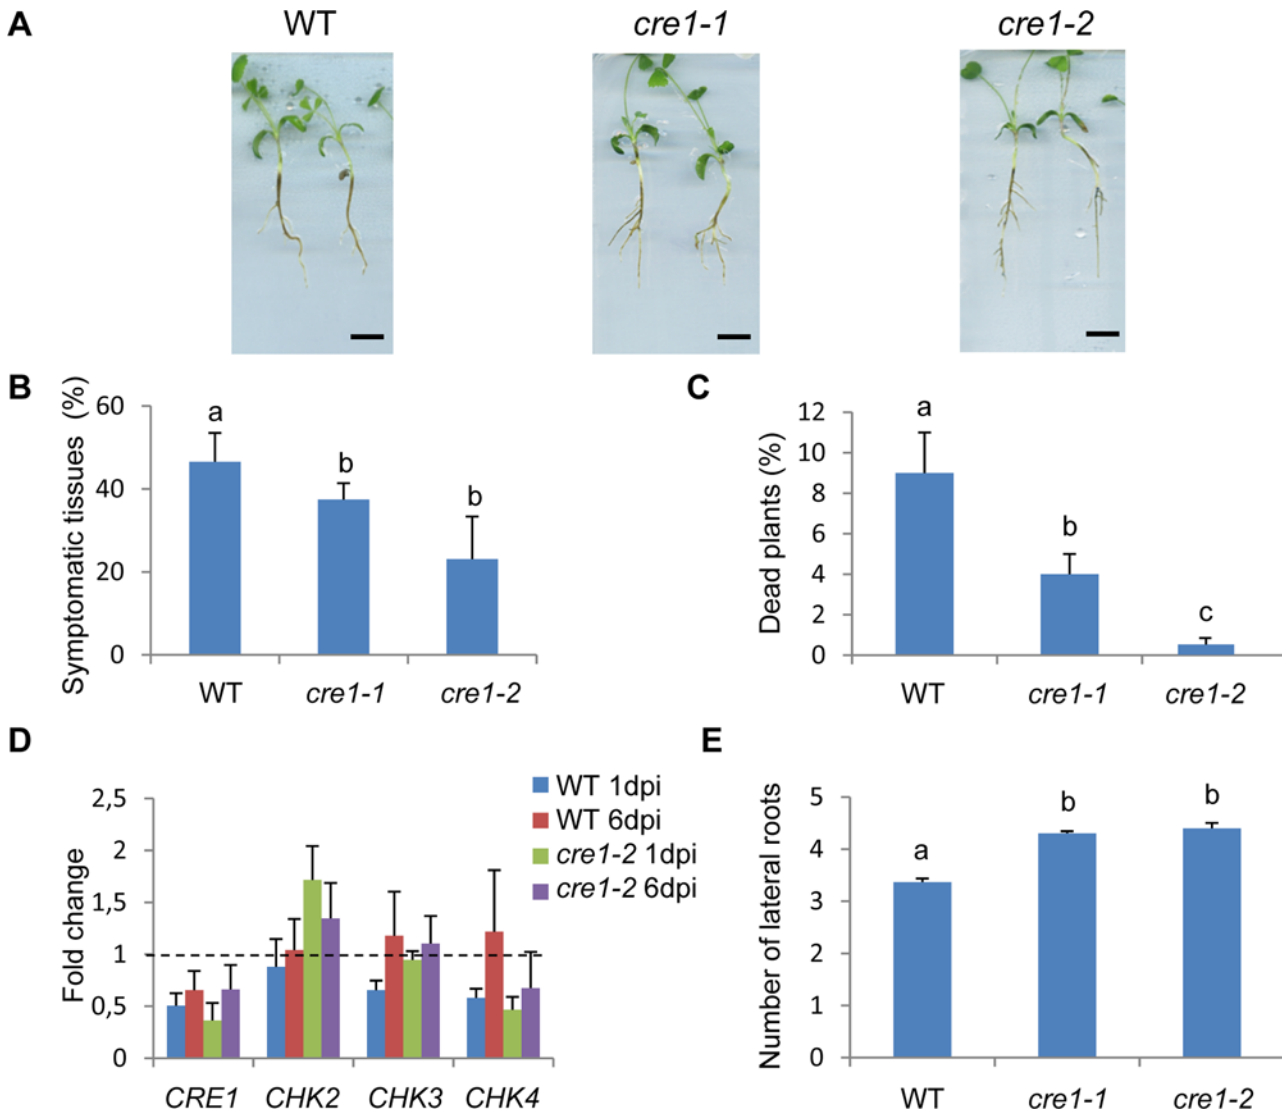 A
WT
cre1-1
cre1-2
B
Symptomatic tissues (%)
60
40
20
0
a
b
b
WT
cre1-1
cre1-2
C
Dead plants (%)
12
10
8
6
4
2
0
a
b
c
WT
cre1-1
cre1-2
D
Fold change
2,5
2
1,5
1
0,5
0
WT 1dpi
WT 6dpi
cre1-2 1dpi
cre1-2 6dpi
CRE1
CHK2
CHK3
CHK4
E
Number of lateral roots
5
4
3
2
1
0
a
b
b
WT
cre1-1
cre1-2